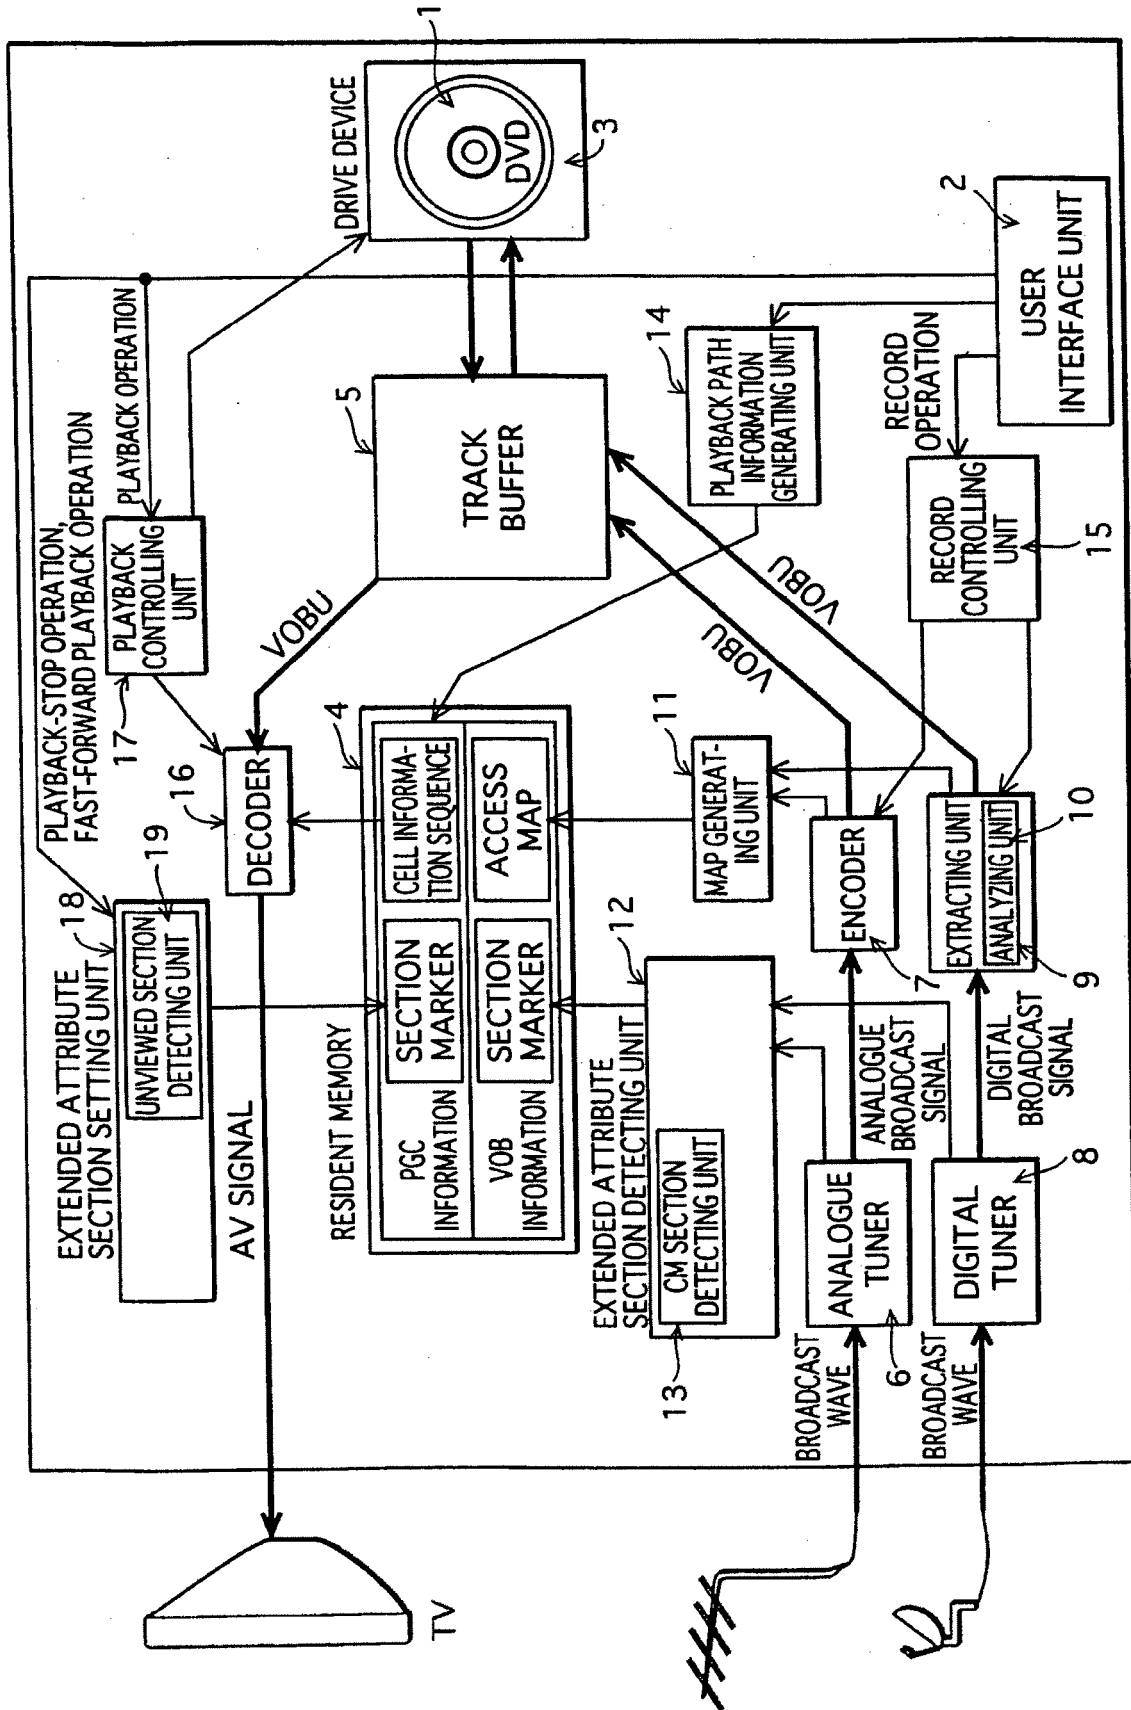 EXTENDED ATTRIBUTE
SECTION SETTING UNIT
18
UNVIEWED SECTION
DETECTING UNIT
19
PLAYBACK-STOP OPERATION,
FAST-FORWARD PLAYBACK OPERATION
PLAYBACK OPERATION
PLAYBACK
CONTROLLING
UNIT
17
DRIVE DEVICE
DVD
1
3
TV
AV SIGNAL
16
DECODER
VOBU
5
TRACK
BUFFER
RESIDENT MEMORY
4
PGC
INFORMATION
SECTION
MARKER
CELL INFORMA-
TION SEQUENCE
VOB
INFORMATION
SECTION
MARKER
ACCESS
MAP
EXTENDED ATTRIBUTE
SECTION DETECTING UNIT
12
CM SECTION
DETECTING UNIT
13
11
MAP GENERAT-
ING UNIT
VOBU
VOBU
14
PLAYBACK PATH
INFORMATION
GENERATING UNIT
BROADCAST
WAVE
ANALOGUE
TUNER
6
ANALOGUE
BROADCAST
SIGNAL
ENCODER
7
RECORD
OPERATION
RECORD
CONTROLLING
UNIT
15
2
USER
INTERFACE UNIT
BROADCAST
WAVE
DIGITAL
TUNER
8
DIGITAL
BROADCAST
SIGNAL
EXTRACTING UNIT
ANALYZING UNIT
9
10